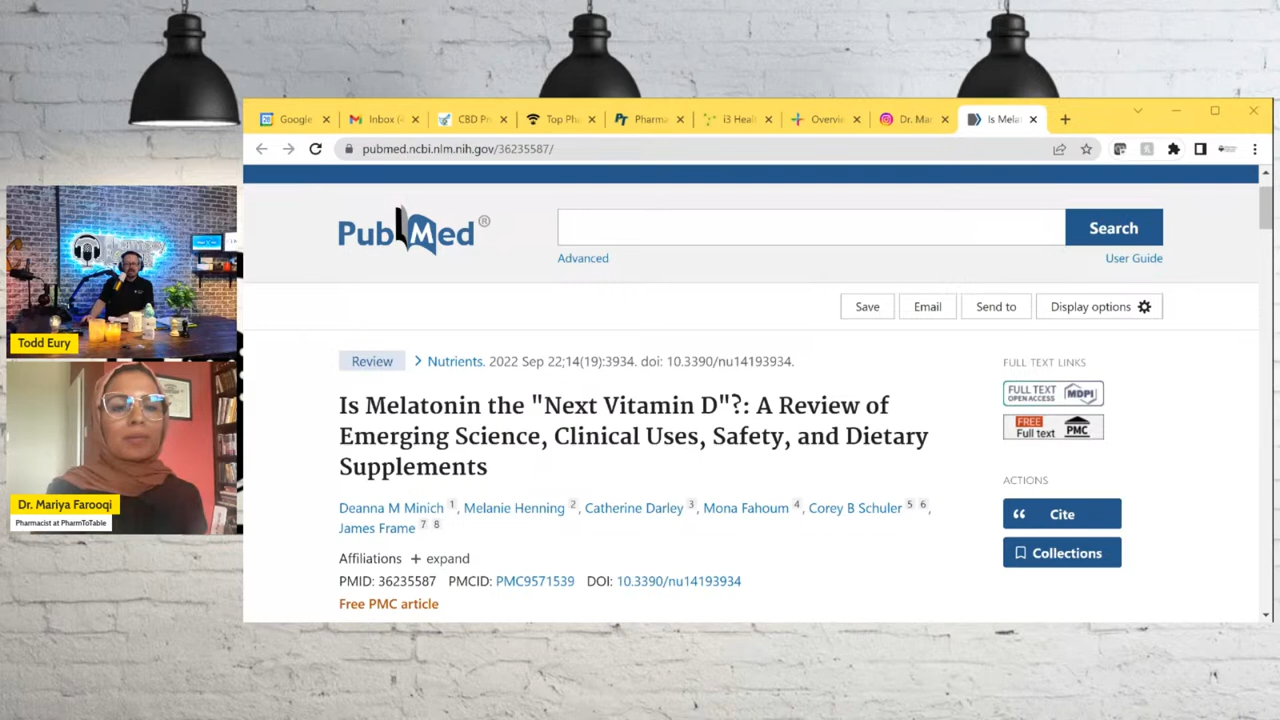 Google
Inbox (
CBD Pr
Top Pha
Pharma
i3 Heal
Overvie
Dr. Mar
Is Mela
pubmed.ncbi.nlm.nih.gov/36235587/
PubMed®
Search
Advanced
User Guide
Save
Email
Send to
Display options
Review
Nutrients. 2022 Sep 22;14(19):3934. doi: 10.3390/nu14193934.
Is Melatonin the "Next Vitamin D"?: A Review of
Emerging Science, Clinical Uses, Safety, and Dietary
Supplements
Deanna M Minich 1, Melanie Henning 2, Catherine Darley 3, Mona Fahoum 4, Corey B Schuler 5 6,
James Frame 7 8
Affiliations + expand
PMID: 36235587 PMCID: PMC9571539 DOI: 10.3390/nu14193934
Free PMC article
FULL TEXT LINKS
FULL TEXT
OPEN ACCESS
MDPI
FREE
Full text
PMC
ACTIONS
Cite
Collections
Todd Eury
Dr. Mariya Farooqi
Pharmacist at PharmToTable